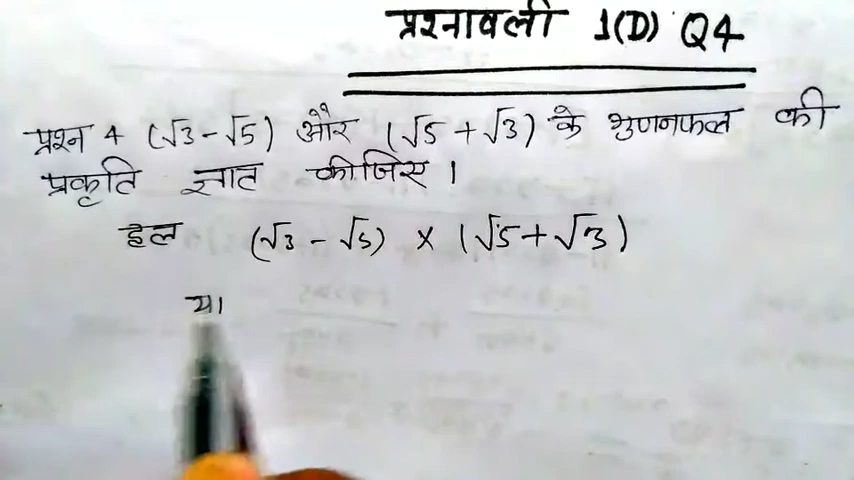 प्रश्नावली 1(D) Q4
प्रश्न 4 (√3-√5) और (√5+√3) के गुणनफल की
प्रकृति ज्ञात कीजिए ।
हल (√3 - √5) × (√5+√3)
या